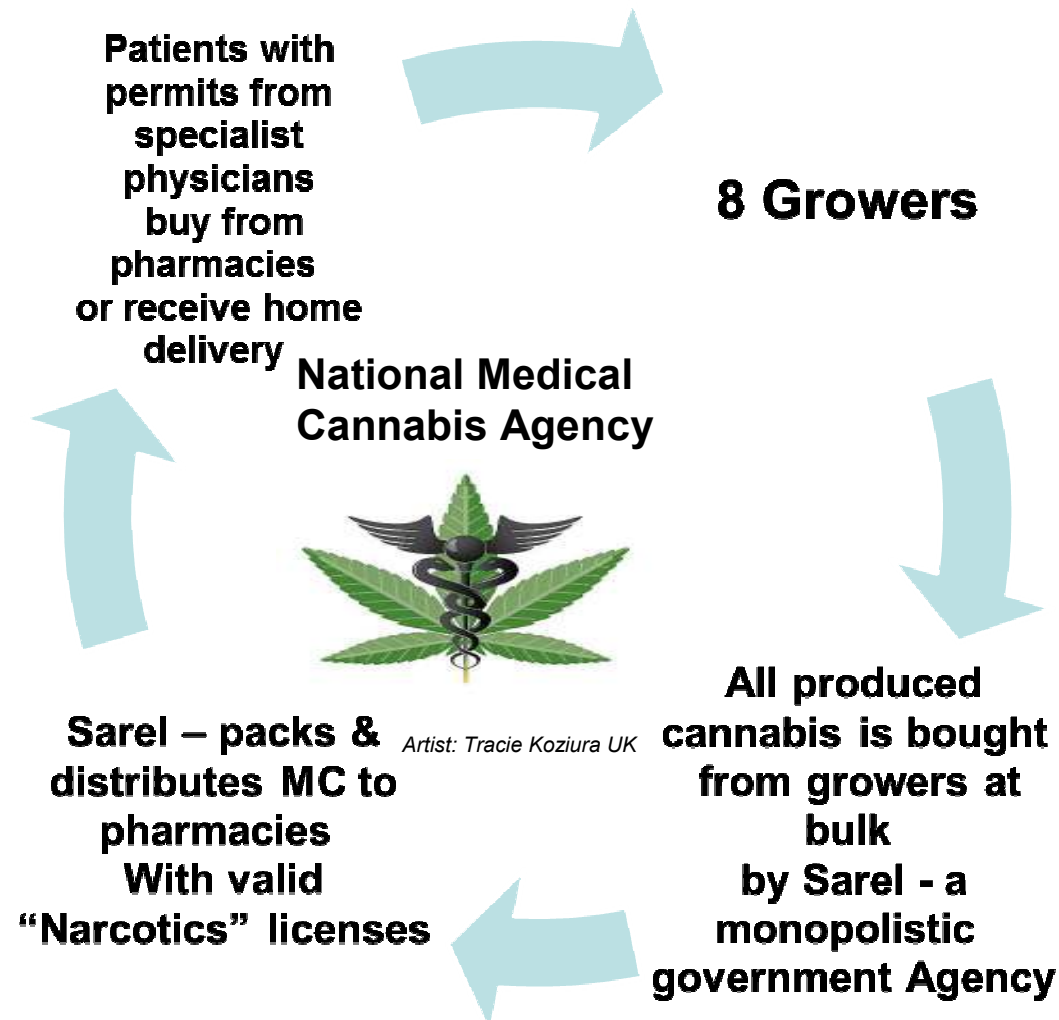 Patients with
permits from
specialist
physicians
buy from
pharmacies
or receive home
delivery
8 Growers
National Medical
Cannabis Agency
All produced
cannabis is bought
from growers at
bulk
by Sarel - a
monopolistic
government Agency
Sarel – packs &
distributes MC to
pharmacies
With valid
“Narcotics” licenses
Artist: Tracie Koziura UK